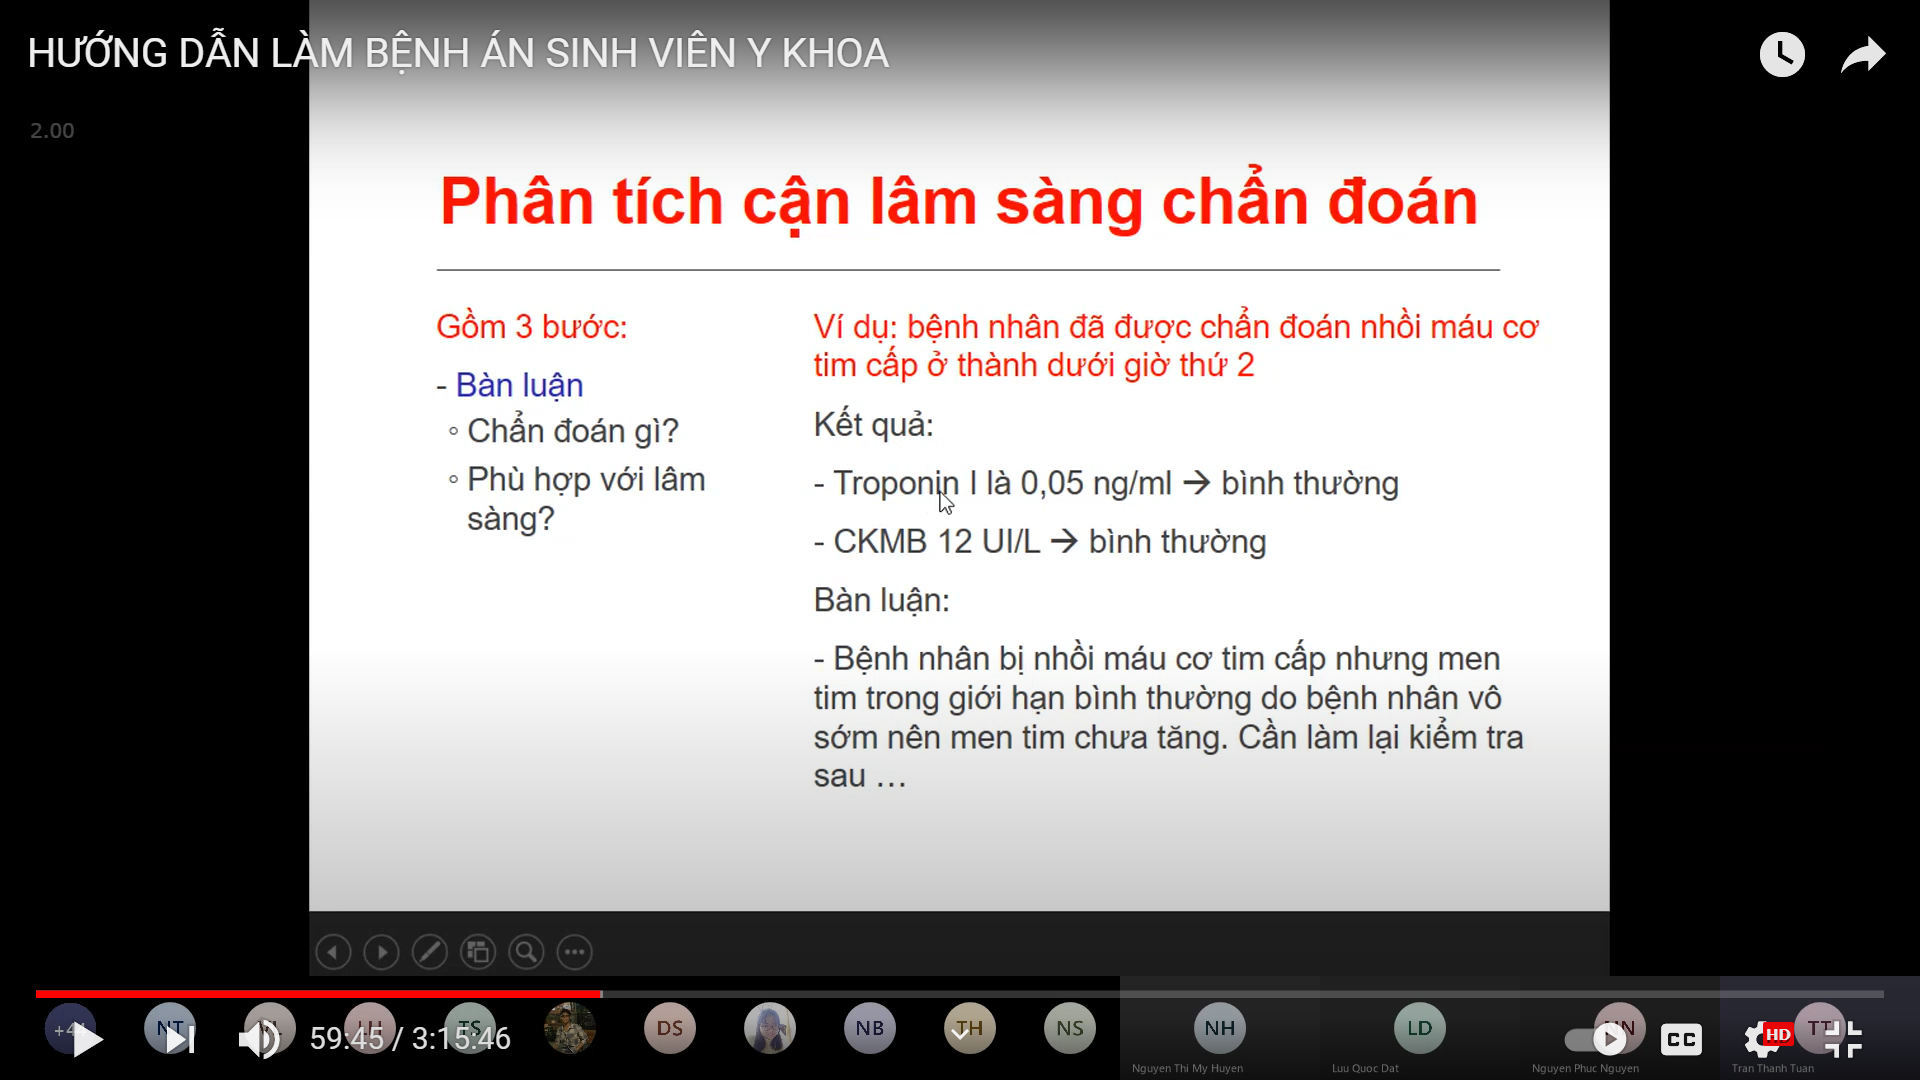 HƯỚNG DẪN LÀM BỆNH ÁN SINH VIÊN Y KHOA
2.00
Phân tích cận lâm sàng chẩn đoán
Gồm 3 bước:
- Bàn luận
◦ Chẩn đoán gì?
◦ Phù hợp với lâm
sàng?
Ví dụ: bệnh nhân đã được chẩn đoán nhồi máu cơ
tim cấp ở thành dưới giờ thứ 2
Kết quả:
- Troponin I là 0,05 ng/ml → bình thường
- CKMB 12 UI/L → bình thường
Bàn luận:
- Bệnh nhân bị nhồi máu cơ tim cấp nhưng men
tim trong giới hạn bình thường do bệnh nhân vô
sớm nên men tim chưa tăng. Cần làm lại kiểm tra
sau …
NT LH TS DS NB TH NS NH LD TT
59:45 / 3:15:46
CC HD
Nguyen Thi My Huyen Luu Quoc Dat Nguyen Phuc Nguyen Tran Thanh Tuan